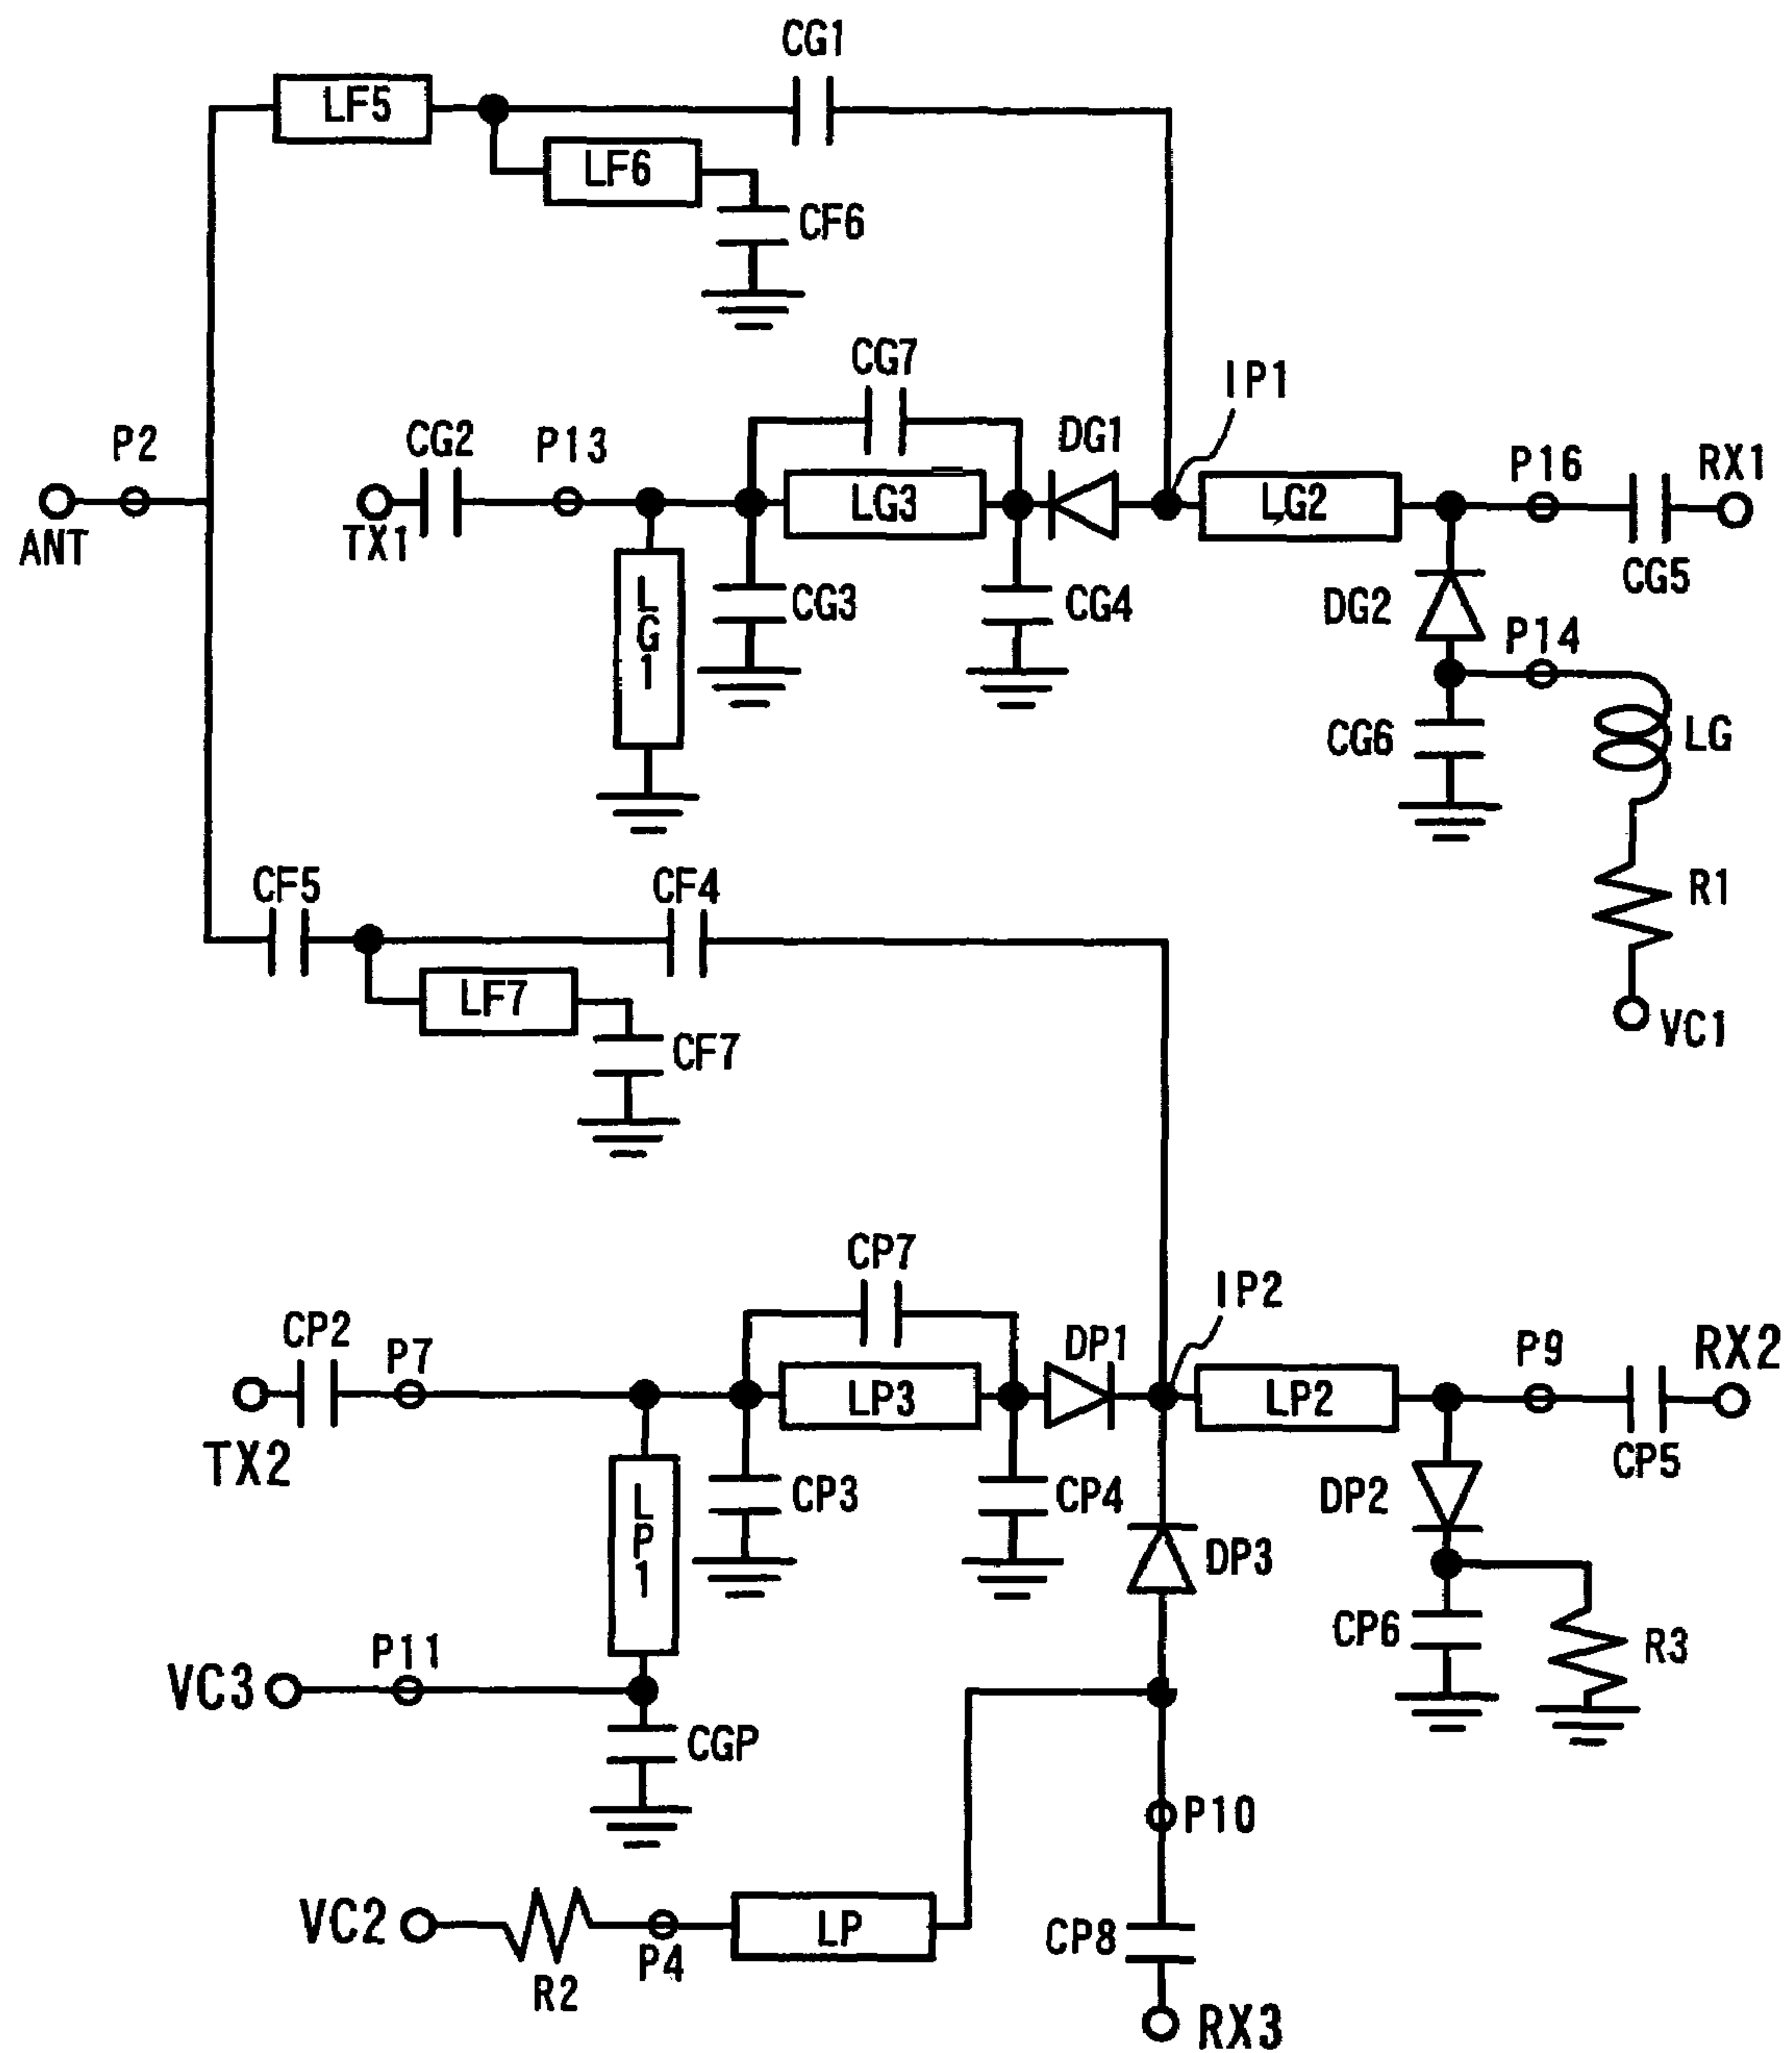 CG1
LF5
LF6
CF6
CG7
IP1
P2
CG2
P13
DG1
P16
RX1
ANT
TX1
LG3
LG2
CG5
LG1
CG3
CG4
DG2
P14
CG6
LG
R1
CF5
CF4
LF7
CF7
VC1
CP7
IP2
CP2
P7
DP1
P9
RX2
TX2
LP3
LP2
CP5
LP1
CP3
CP4
DP2
DP3
P11
CP6
R3
VC3
CGP
P10
VC2
LP
CP8
P4
R2
RX3